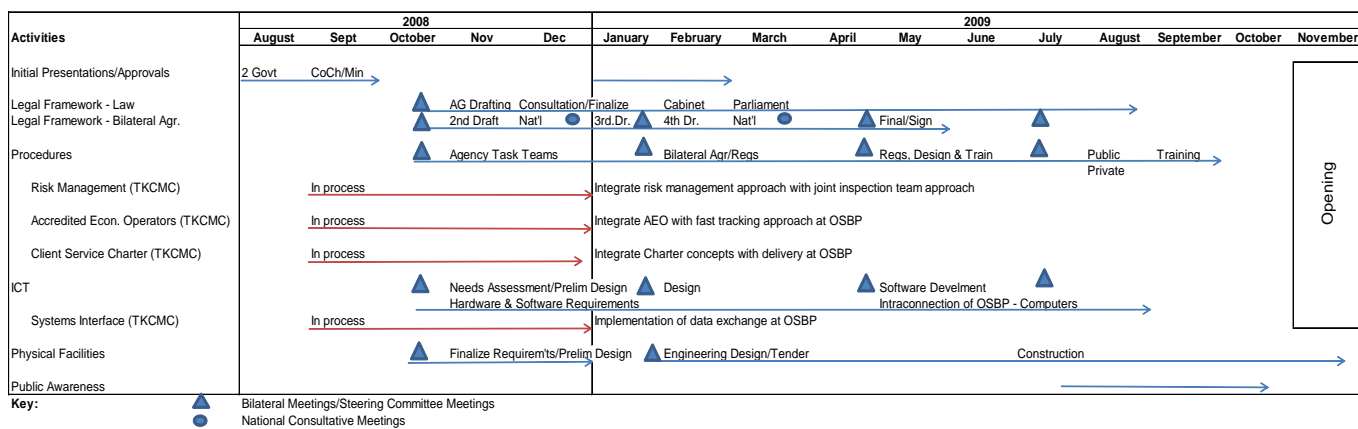 2008 2009
Activities August Sept October Nov Dec January February March April May June July August September October November
Initial Presentations/Approvals 2 Govt CoCh/Min
Legal Framework - Law AG Drafting Consultation/Finalize Cabinet Parliament
Legal Framework - Bilateral Agr. 2nd Draft Nat'l 3rd.Dr. 4th Dr. Nat'l Final/Sign
Procedures Agency Task Teams Bilateral Agr/Regs Regs, Design & Train Public Training
Private
Risk Management (TKCMC) In process Integrate risk management approach with joint inspection team approach
Opening
Accredited Econ. Operators (TKCMC) In process Integrate AEO with fast tracking approach at OSBP
Client Service Charter (TKCMC) In process Integrate Charter concepts with delivery at OSBP
ICT Needs Assessment/Prelim Design Design Software Develment
Hardware & Software Requirements Intraconnection of OSBP - Computers
Systems Interface (TKCMC) In process Implementation of data exchange at OSBP
Physical Facilities Finalize Requirem'ts/Prelim Design Engineering Design/Tender Construction
Public Awareness
Key: Bilateral Meetings/Steering Committee Meetings
National Consultative Meetings